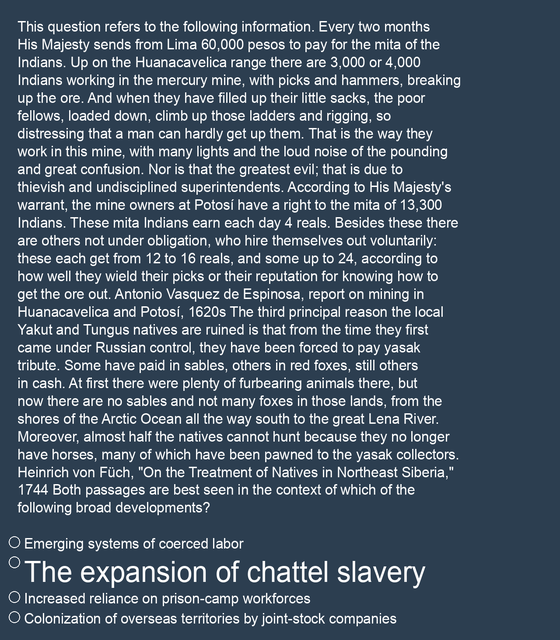 This question refers to the following information. Every two months
His Majesty sends from Lima 60,000 pesos to pay for the mita of the
Indians. Up on the Huanacavelica range there are 3,000 or 4,000
Indians working in the mercury mine, with picks and hammers, breaking
up the ore. And when they have filled up their little sacks, the poor
fellows, loaded down, climb up those ladders and rigging, so
distressing that a man can hardly get up them. That is the way they
work in this mine, with many lights and the loud noise of the pounding
and great confusion. Nor is that the greatest evil; that is due to
thievish and undisciplined superintendents. According to His Majesty's
warrant, the mine owners at Potosí have a right to the mita of 13,300
Indians. These mita Indians earn each day 4 reals. Besides these there
are others not under obligation, who hire themselves out voluntarily:
these each get from 12 to 16 reals, and some up to 24, according to
how well they wield their picks or their reputation for knowing how to
get the ore out. Antonio Vasquez de Espinosa, report on mining in
Huanacavelica and Potosí, 1620s The third principal reason the local
Yakut and Tungus natives are ruined is that from the time they first
came under Russian control, they have been forced to pay yasak
tribute. Some have paid in sables, others in red foxes, still others
in cash. At first there were plenty of furbearing animals there, but
now there are no sables and not many foxes in those lands, from the
shores of the Arctic Ocean all the way south to the great Lena River.
Moreover, almost half the natives cannot hunt because they no longer
have horses, many of which have been pawned to the yasak collectors.
Heinrich von Füch, "On the Treatment of Natives in Northeast Siberia,"
1744 Both passages are best seen in the context of which of the
following broad developments?
Emerging systems of coerced labor
The expansion of chattel slavery
Increased reliance on prison-camp workforces
Colonization of overseas territories by joint-stock companies